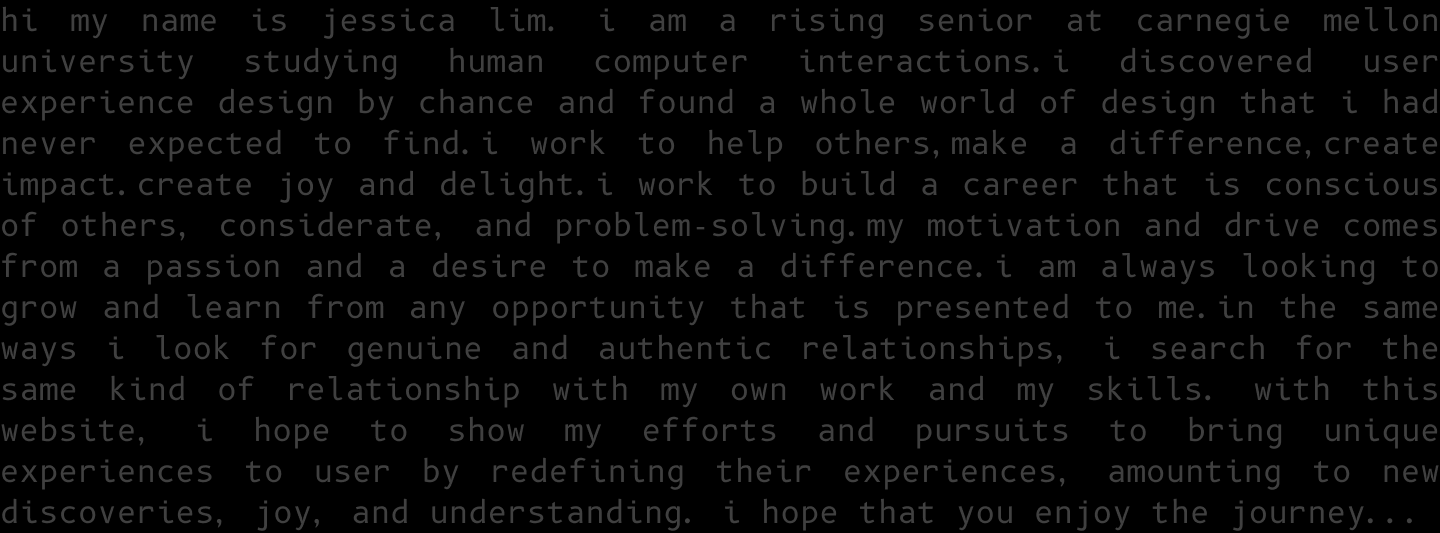 hi my name is jessica lim. i am a rising senior at carnegie mellon
university studying human computer interactions.i discovered user
experience design by chance and found a whole world of design that i had
never expected to find.i work to help others,make a difference,create
impact.create joy and delight.i work to build a career that is conscious
of others, considerate, and problem-solving.my motivation and drive comes
from a passion and a desire to make a difference.i am always looking to
grow and learn from any opportunity that is presented to me.in the same
ways i look for genuine and authentic relationships, i search for the
same kind of relationship with my own work and my skills. with this
website, i hope to show my efforts and pursuits to bring unique
experiences to user by redefining their experiences, amounting to new
discoveries, joy, and understanding. i hope that you enjoy the journey...